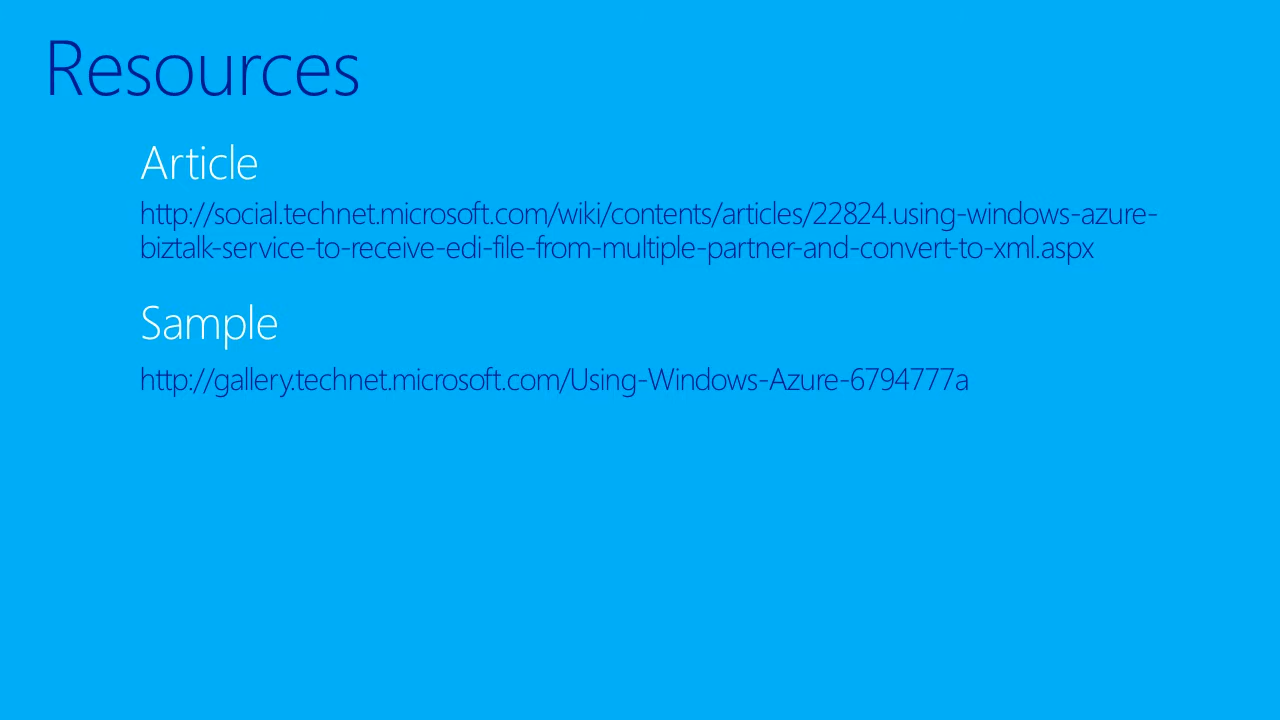 Resources
Article
http://social.technet.microsoft.com/wiki/contents/articles/22824.using-windows-azure-
biztalk-service-to-receive-edi-file-from-multiple-partner-and-convert-to-xml.aspx
Sample
http://gallery.technet.microsoft.com/Using-Windows-Azure-6794777a